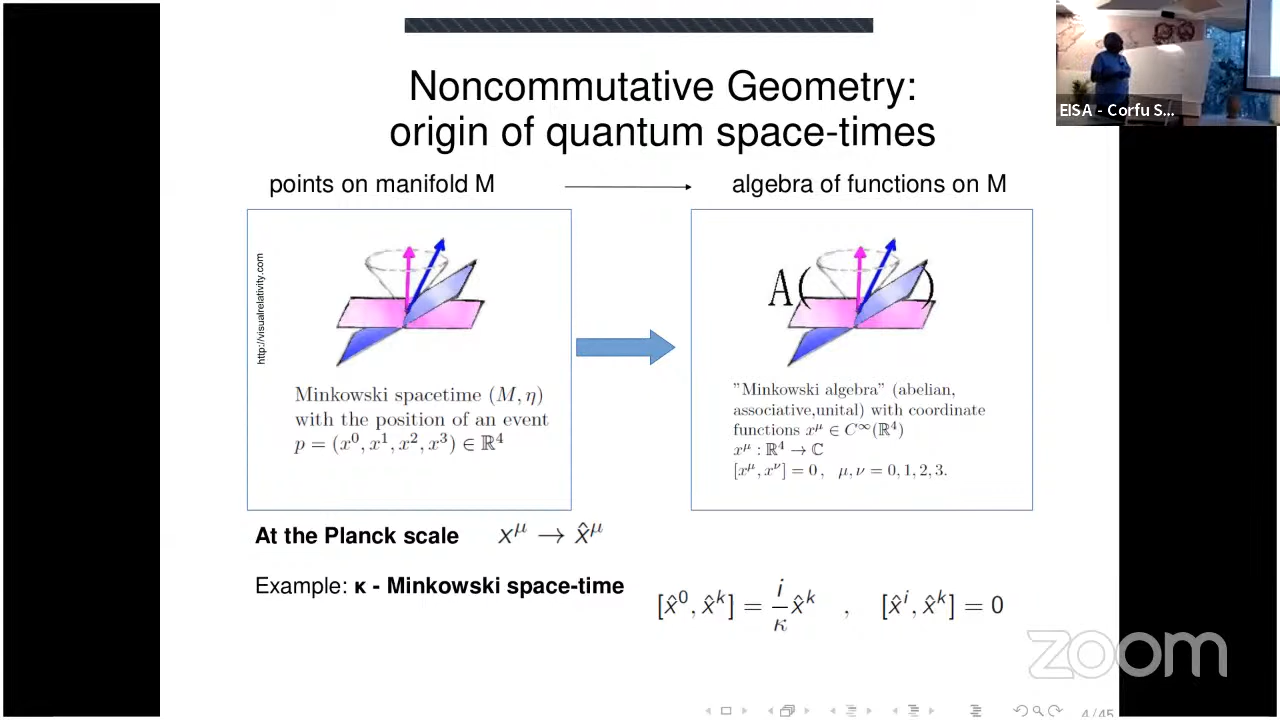 Noncommutative Geometry:
origin of quantum space-times
points on manifold M
algebra of functions on M
http://visualrelativity.com
Minkowski spacetime (M, η)
with the position of an event
p = (x⁰, x¹, x², x³) ∈ ℝ⁴
A( )
"Minkowski algebra" (abelian,
associative,unital) with coordinate
functions x^μ ∈ C^∞(ℝ⁴)
x^μ : ℝ⁴ → ℂ
[x^μ, x^ν] = 0 , μ, ν = 0, 1, 2, 3.
At the Planck scale x^μ → x̂^μ
Example: κ - Minkowski space-time
[x̂⁰, x̂ᵏ] = i/κ x̂ᵏ , [x̂ⁱ, x̂ᵏ] = 0
EISA - Corfu S...
zoom
4/45